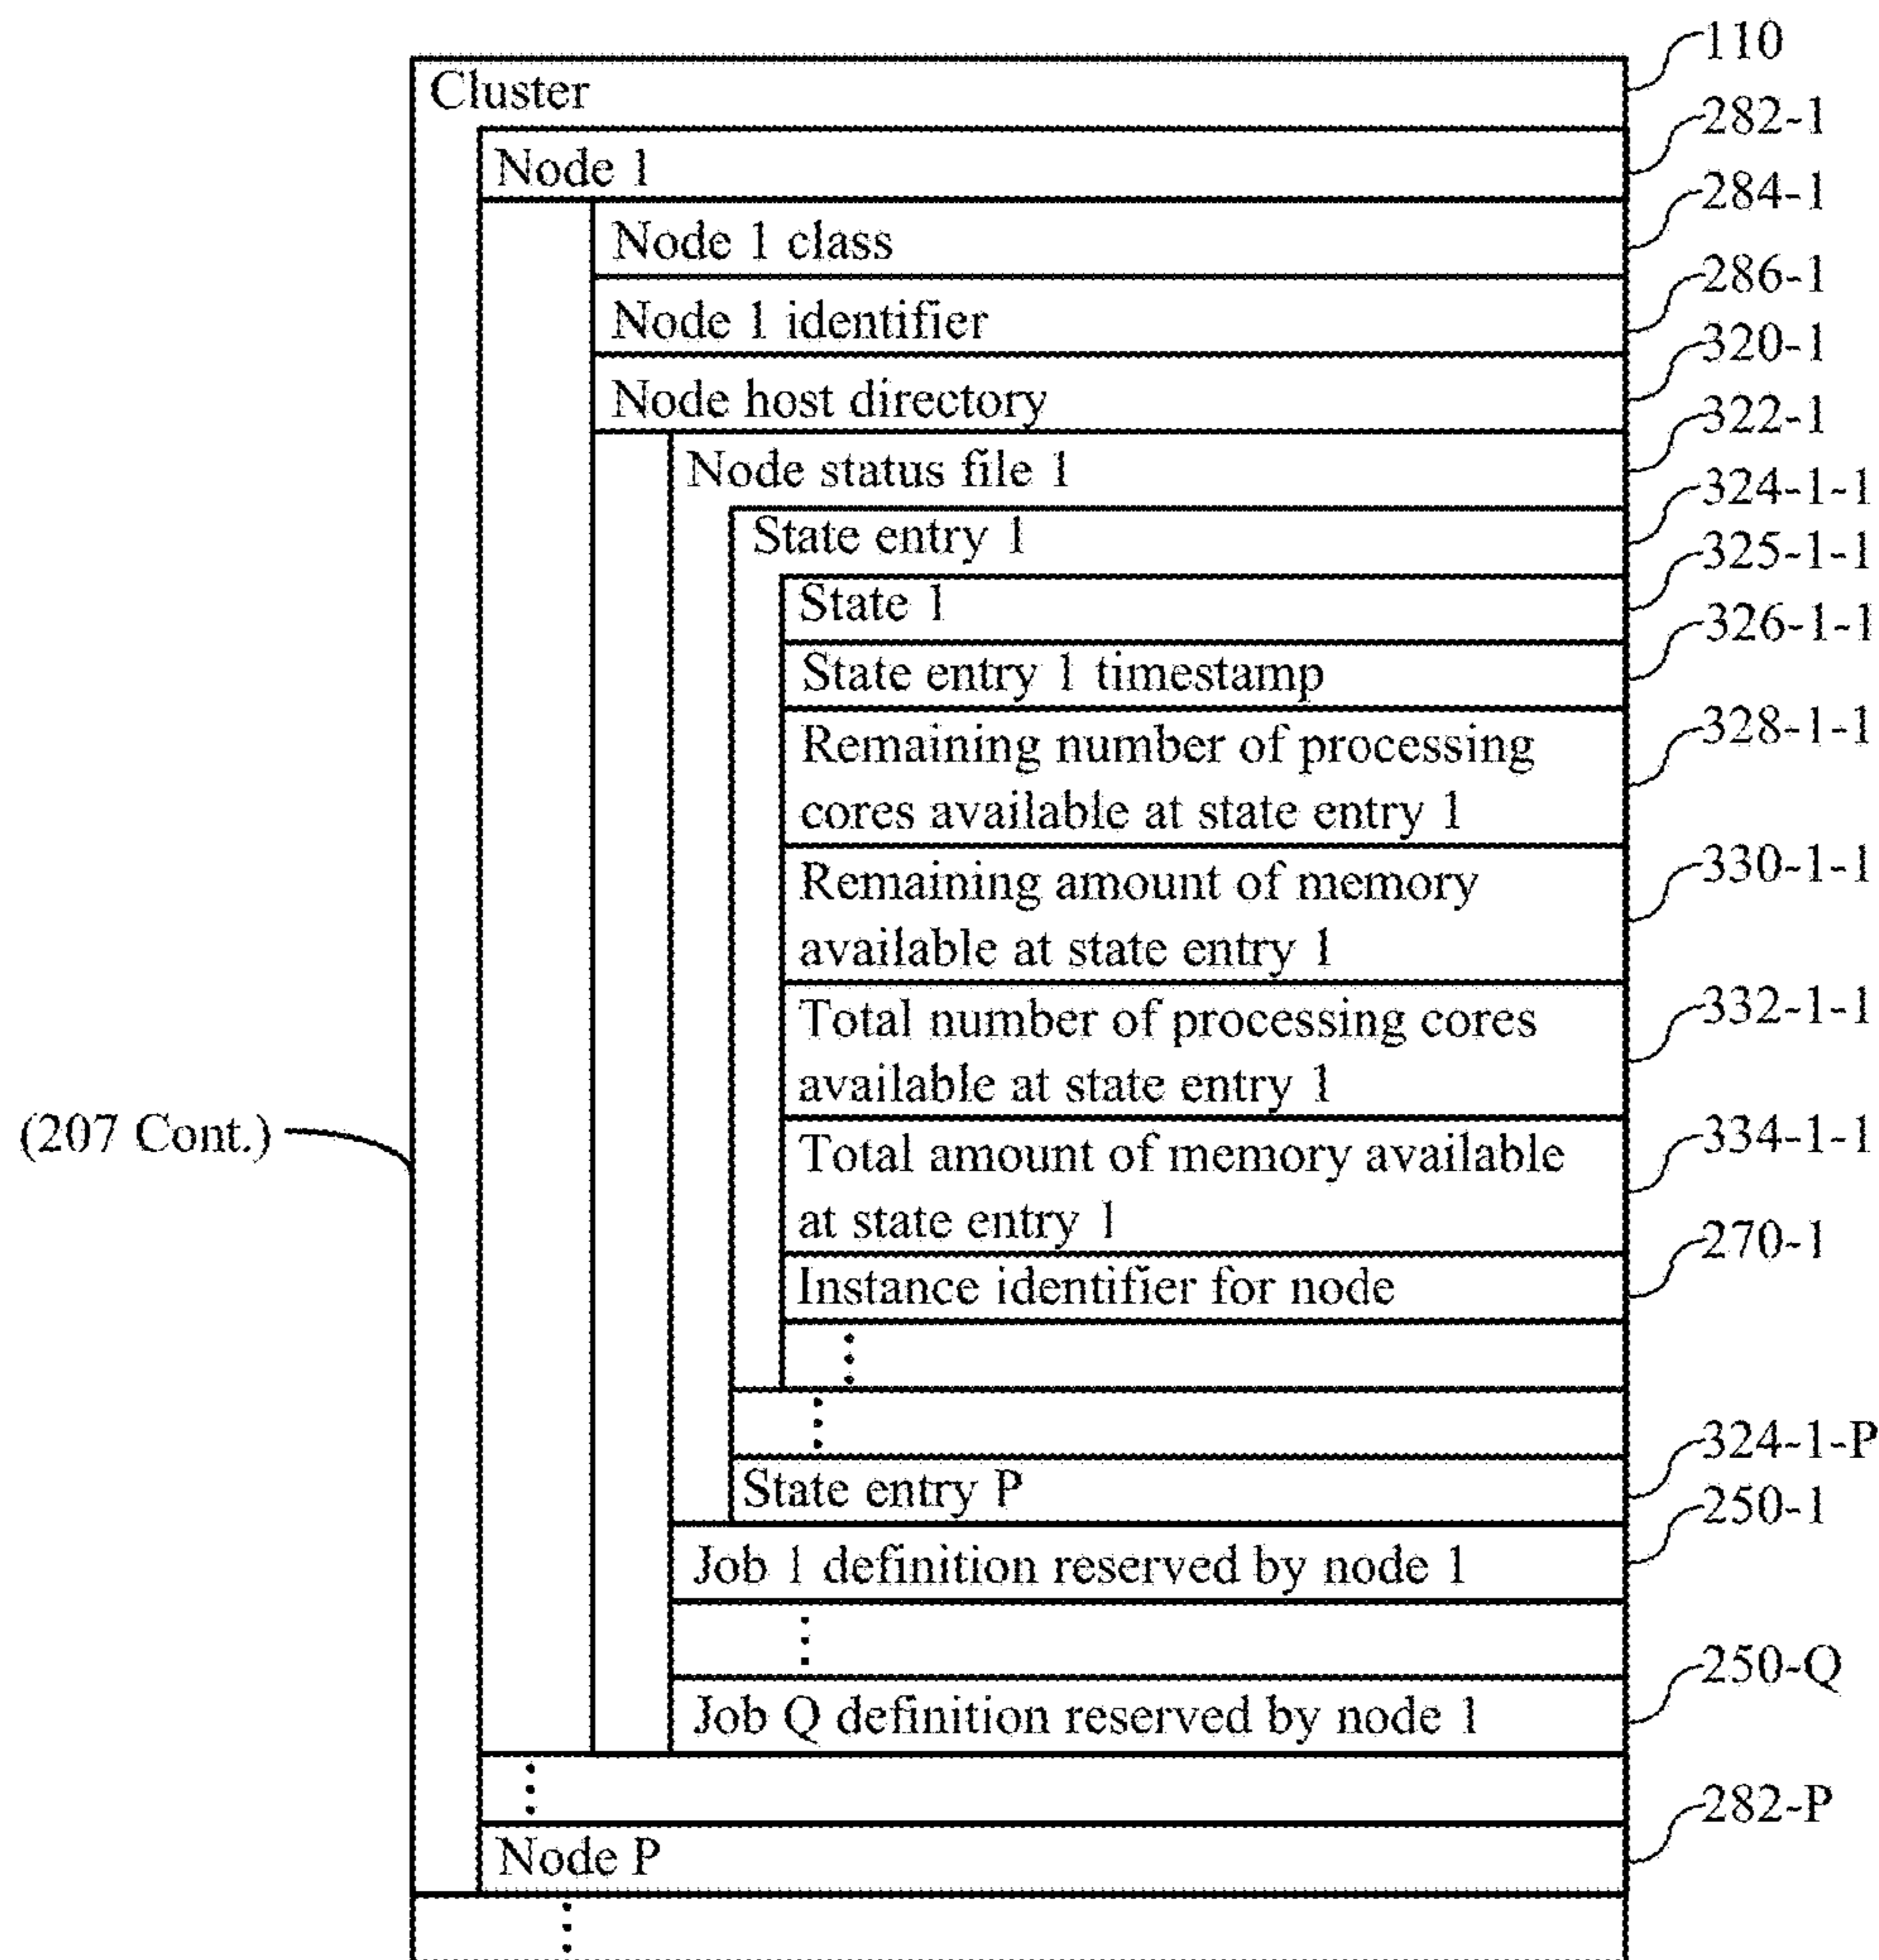 110
Cluster
282-1
Node 1
284-1
Node 1 class
286-1
Node 1 identifier
320-1
Node host directory
322-1
Node status file 1
324-1-1
State entry 1
325-1-1
State 1
326-1-1
State entry 1 timestamp
328-1-1
Remaining number of processing
cores available at state entry 1
330-1-1
Remaining amount of memory
available at state entry 1
332-1-1
Total number of processing cores
available at state entry 1
(207 Cont.)
334-1-1
Total amount of memory available
at state entry 1
270-1
Instance identifier for node
324-1-P
State entry P
250-1
Job 1 definition reserved by node 1
250-Q
Job Q definition reserved by node 1
282-P
Node P